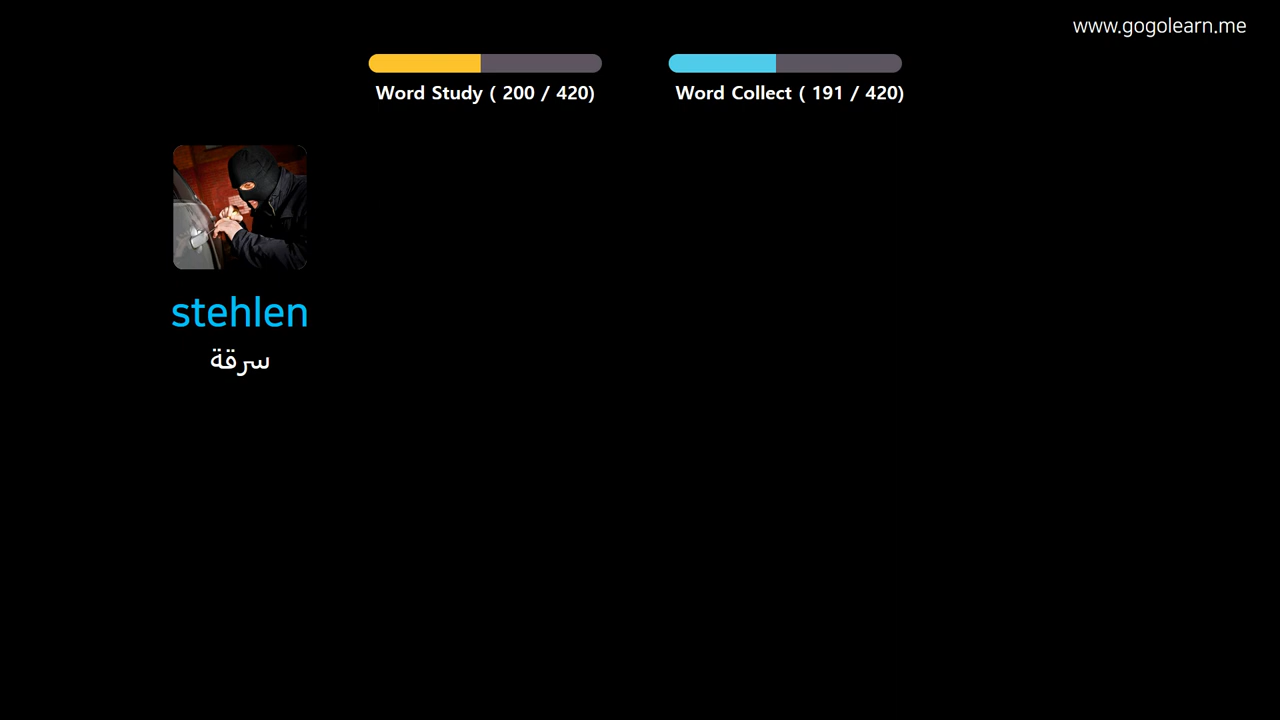 www.gogolearn.me
Word Study ( 200 / 420)
Word Collect ( 191 / 420)
stehlen
سرقة